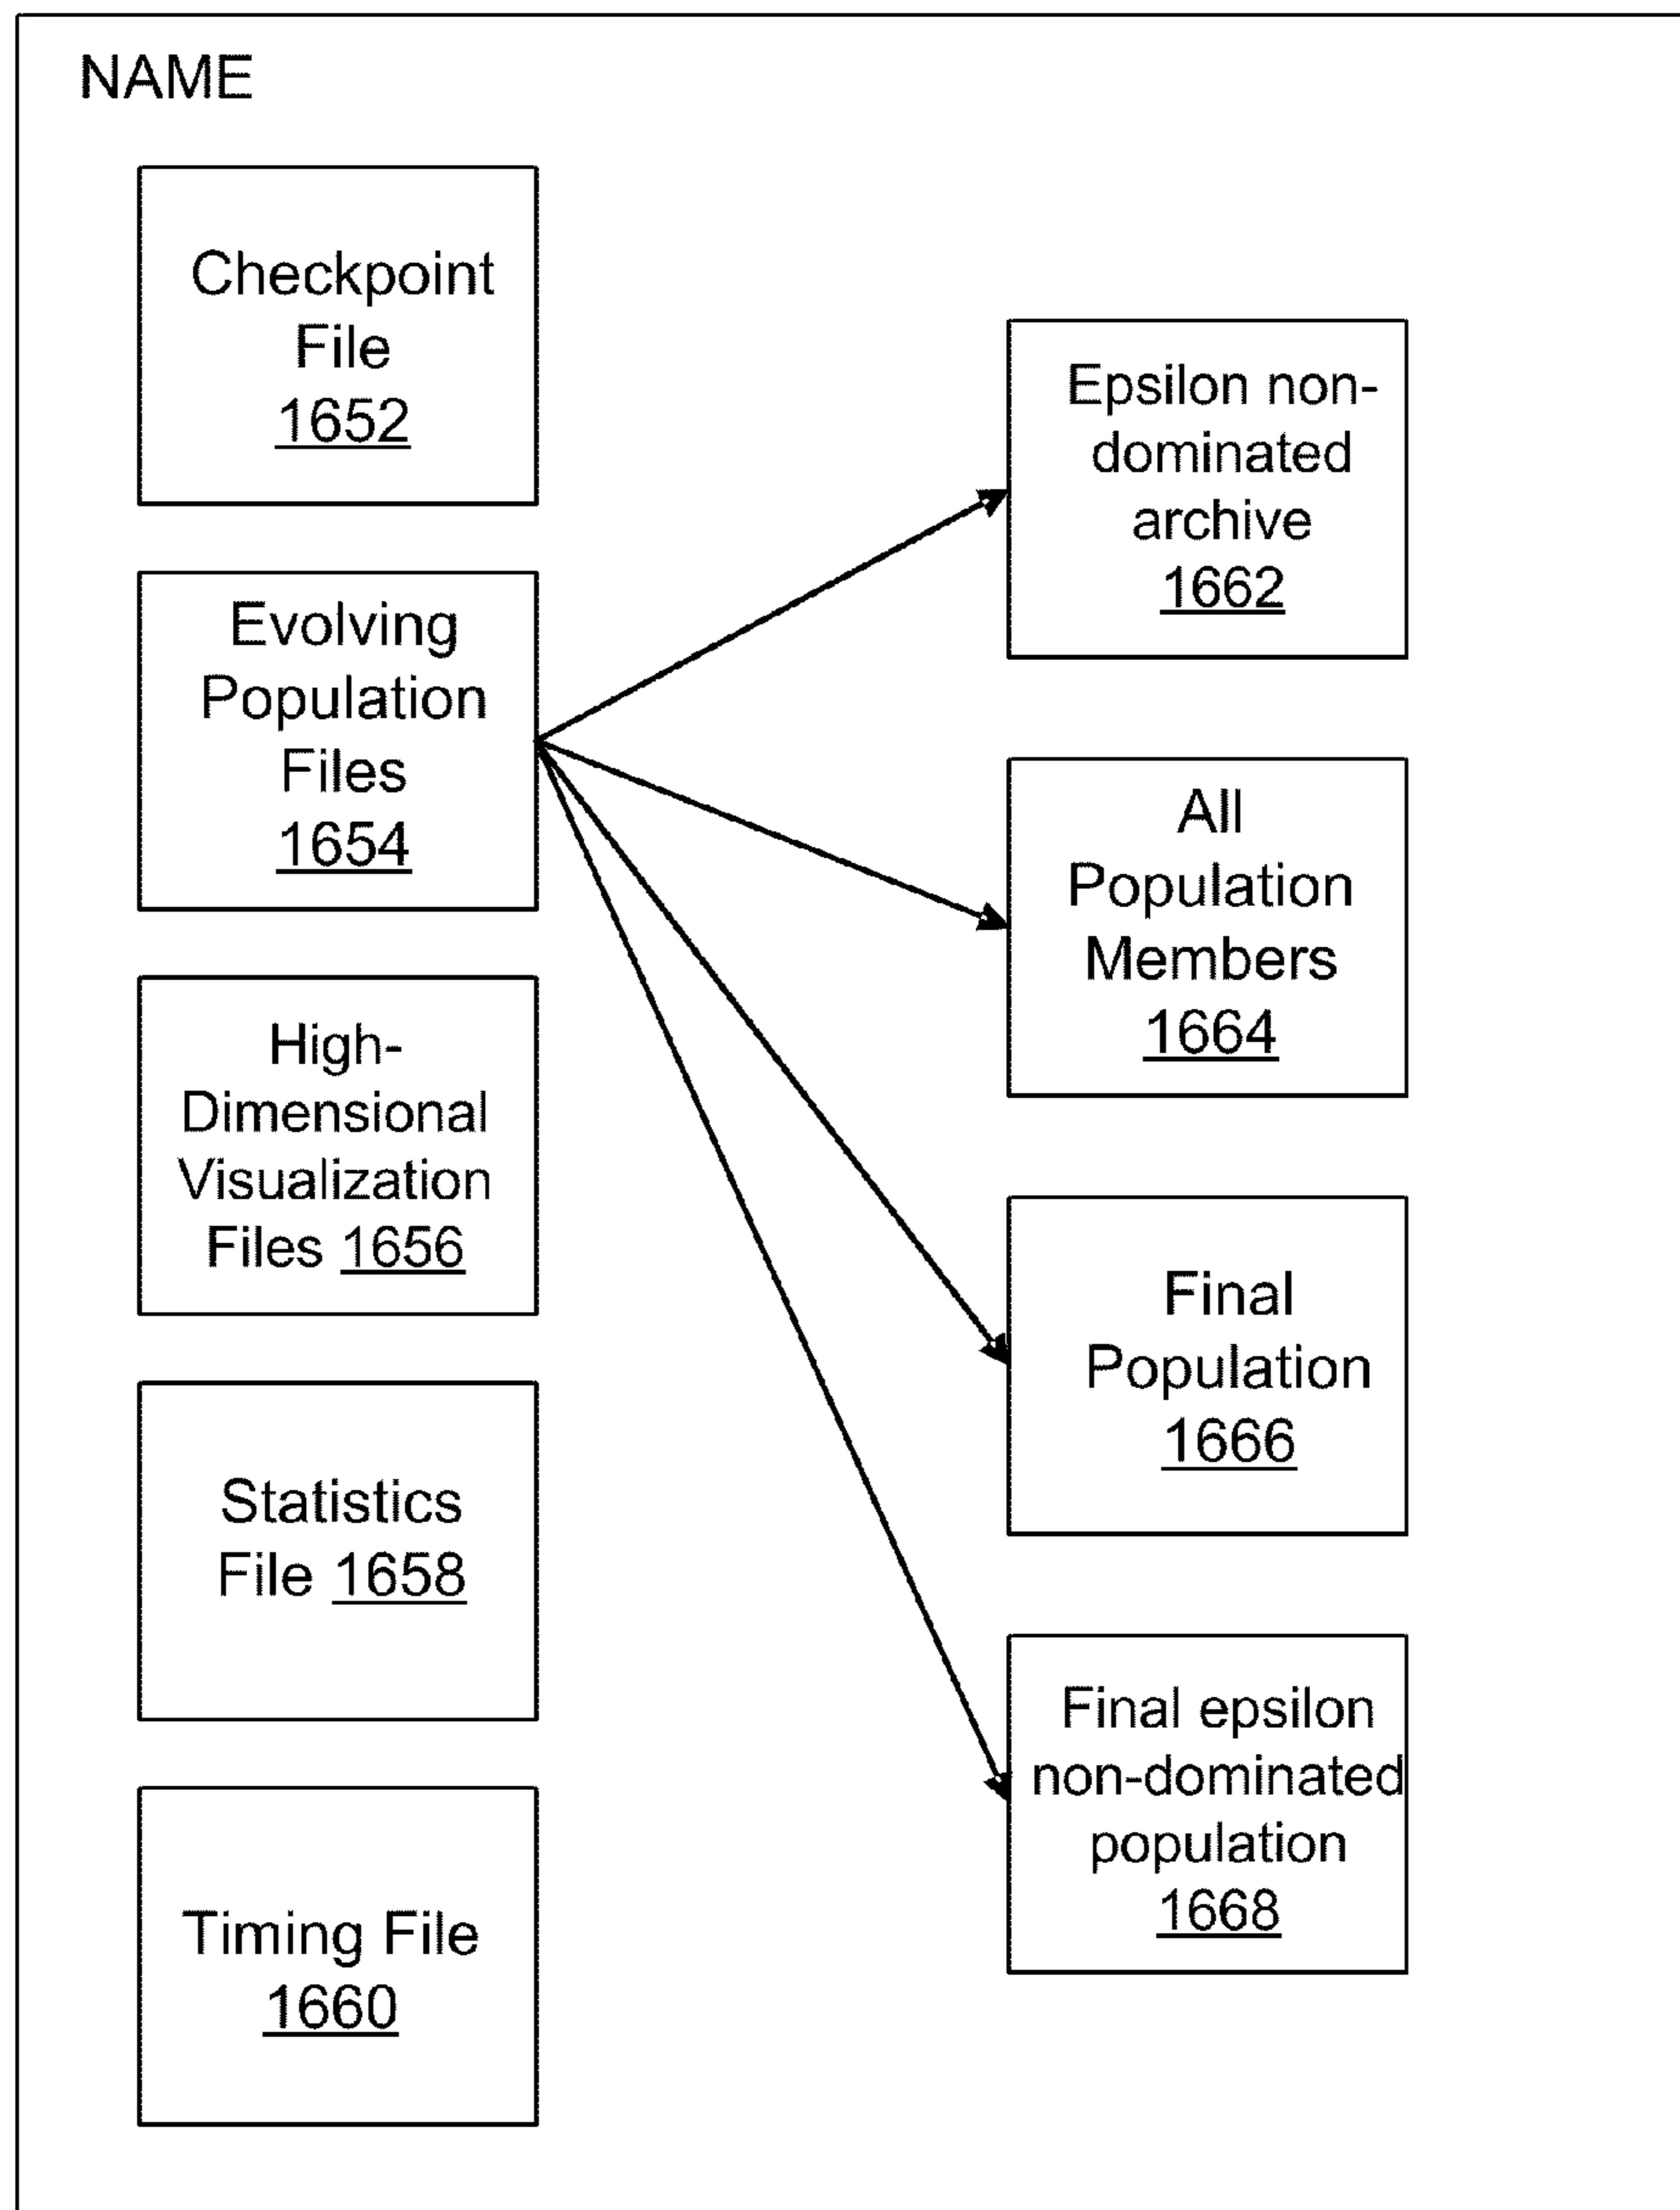 NAME
Checkpoint
File
1652
Evolving
Population
Files
1654
High-
Dimensional
Visualization
Files 1656
Statistics
File 1658
Timing File
1660
Epsilon non-
dominated
archive
1662
All
Population
Members
1664
Final
Population
1666
Final epsilon
non-dominated
population
1668